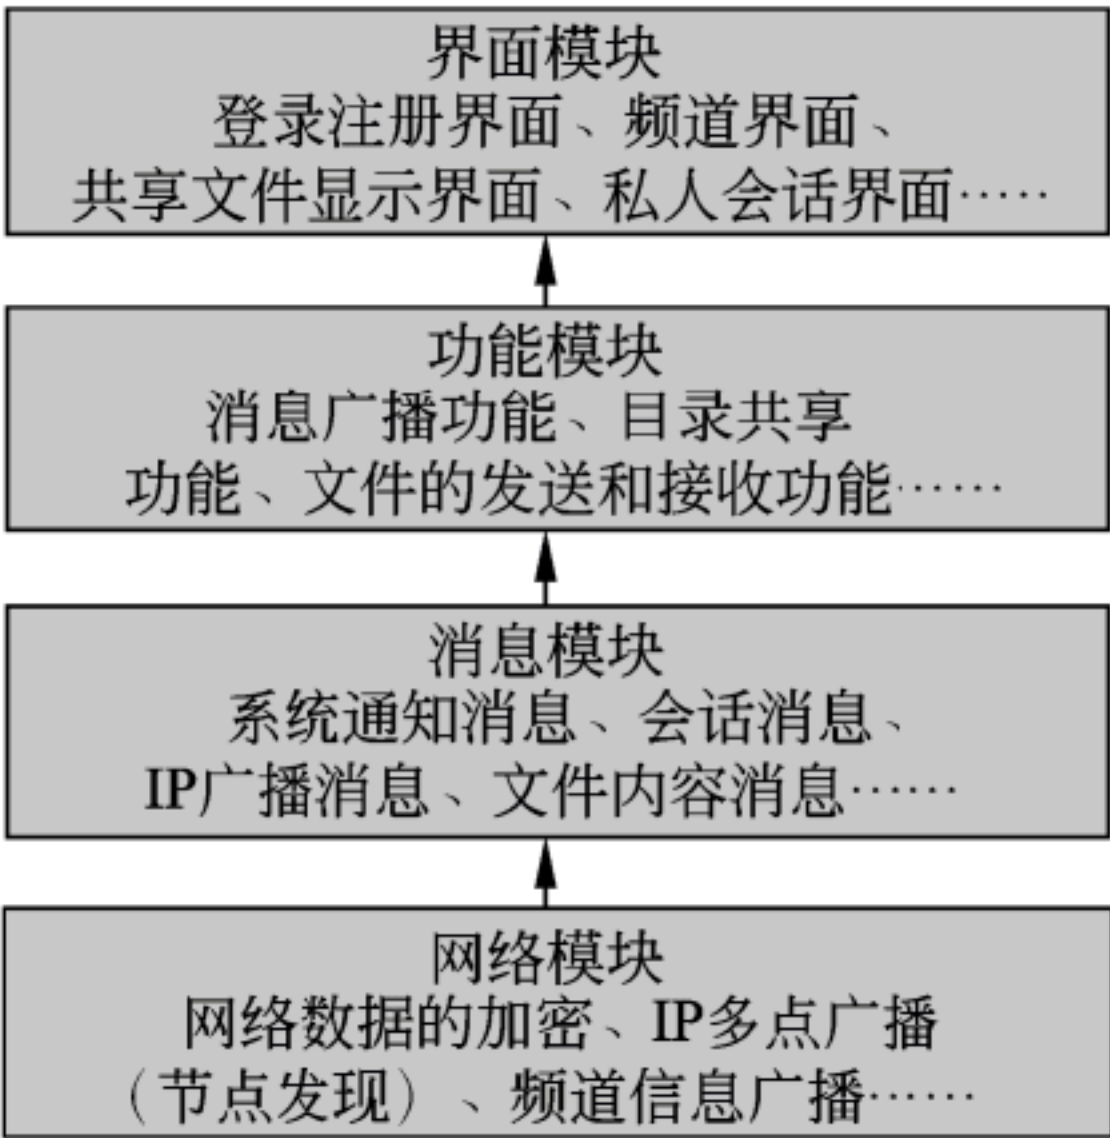 界面模块
登录注册界面、频道界面、
共享文件显示界面、私人会话界面……
功能模块
消息广播功能、目录共享
功能、文件的发送和接收功能……
消息模块
系统通知消息、会话消息、
IP广播消息、文件内容消息……
网络模块
网络数据的加密、IP多点广播
（节点发现）、频道信息广播……